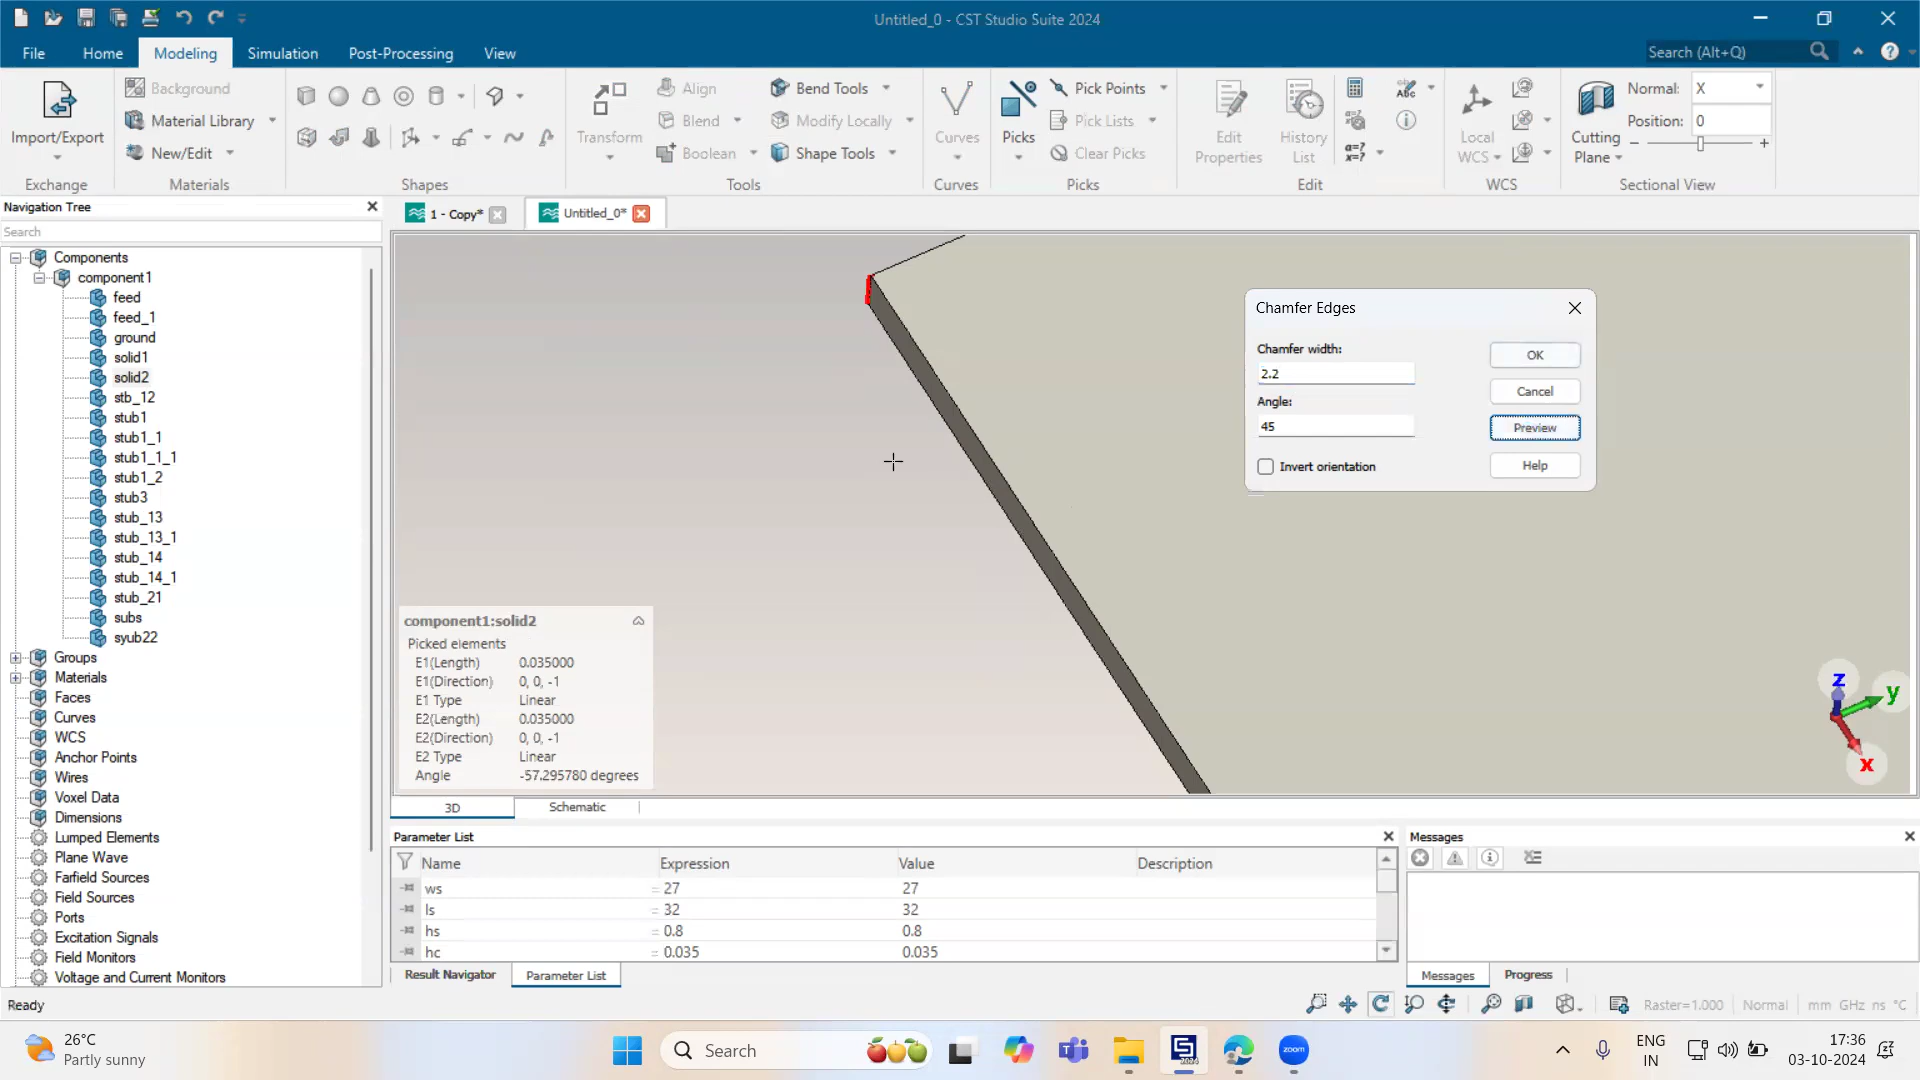 Untitled_0 - CST Studio Suite 2024
File
Home
Modeling
Simulation
Post-Processing
View
Search (Alt+Q)
Import/Export
Exchange
Background
Material Library
New/Edit
Materials
Shapes
Transform
Align
Blend
Boolean
Bend Tools
Modify Locally
Shape Tools
Tools
Curves
Curves
Picks
Pick Points
Pick Lists
Clear Picks
Picks
Edit
Properties
History
List
Edit
Local
WCS
WCS
Cutting
Plane
Normal: X
Position: 0
Sectional View
Navigation Tree
Search
1 - Copy*
Untitled_0*
Components
component1
feed
feed_1
ground
solid1
solid2
stb_12
stub1
stub1_1
stub1_1_1
stub1_2
stub3
stub_13
stub_13_1
stub_14
stub_14_1
stub_21
subs
syub22
Groups
Materials
Faces
Curves
WCS
Anchor Points
Wires
Voxel Data
Dimensions
Lumped Elements
Plane Wave
Farfield Sources
Field Sources
Ports
Excitation Signals
Field Monitors
Voltage and Current Monitors
Chamfer Edges
Chamfer width:
2.2
Angle:
45
Invert orientation
OK
Cancel
Preview
Help
component1:solid2
Picked elements
E1(Length) 0.035000
E1(Direction) 0, 0, -1
E1 Type Linear
E2(Length) 0.035000
E2(Direction) 0, 0, -1
E2 Type Linear
Angle -57.295780 degrees
z
y
x
3D
Schematic
Parameter List
Name Expression Value Description
ws = 27 27
ls = 32 32
hs = 0.8 0.8
hc = 0.035 0.035
Result Navigator
Parameter List
Messages
Messages
Progress
Ready
Raster=1.000
Normal
mm GHz ns °C
26°C
Partly sunny
Search
zoom
ENG
IN
17:36
03-10-2024